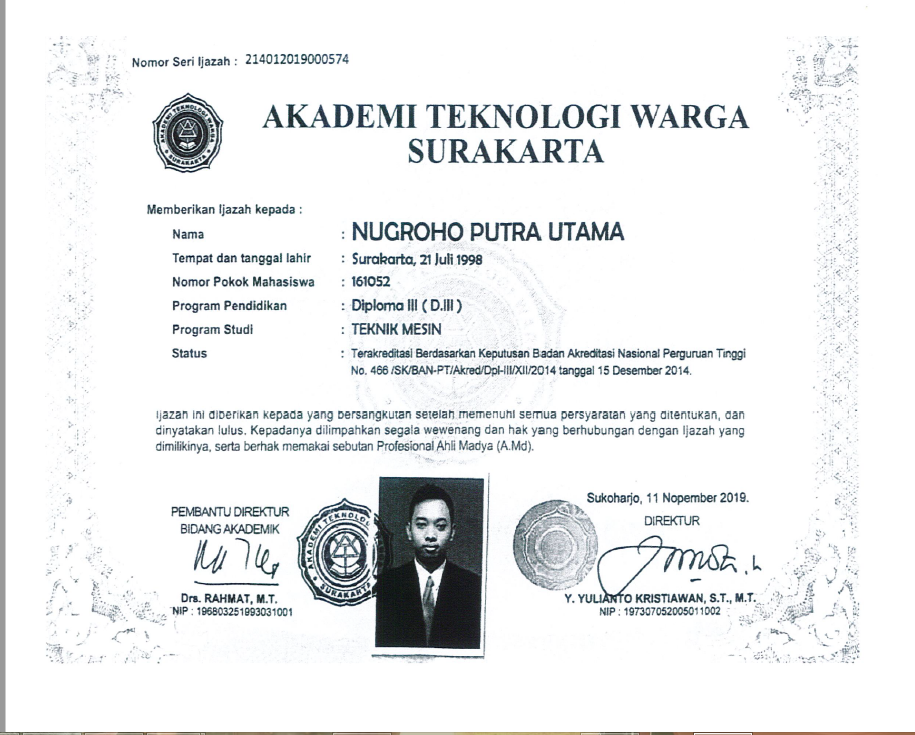 Nomor Seri Ijazah : 214012019000574
AKADEMI TEKNOLOGI WARGA
SURAKARTA
Memberikan Ijazah kepada :
Nama : NUGROHO PUTRA UTAMA
Tempat dan tanggal lahir : Surakarta, 21 Juli 1998
Nomor Pokok Mahasiswa : 161052
Program Pendidikan : Diploma III ( D.III )
Program Studi : TEKNIK MESIN
Status : Terakreditasi Berdasarkan Keputusan Badan Akreditasi Nasional Perguruan Tinggi
No. 466 /SK/BAN-PT/Akred/Dpl-III/XII/2014 tanggal 15 Desember 2014.
Ijazah ini diberikan kepada yang bersangkutan setelah memenuhi semua persyaratan yang ditentukan, dan
dinyatakan lulus. Kepadanya dilimpahkan segala wewenang dan hak yang berhubungan dengan Ijazah yang
dimilikinya, serta berhak memakai sebutan Profesional Ahli Madya (A.Md).
Sukoharjo, 11 Nopember 2019.
PEMBANTU DIREKTUR
BIDANG AKADEMIK
DIREKTUR
AKADEMI TEKNOLOGI WARGA
SURAKARTA
AKADEMI TEKNOLO
SURAKARTA
Drs. RAHMAT, M.T.
NIP : 196803251993031001
Y. YULIANTO KRISTIAWAN, S.T., M.T.
NIP : 197307052005011002